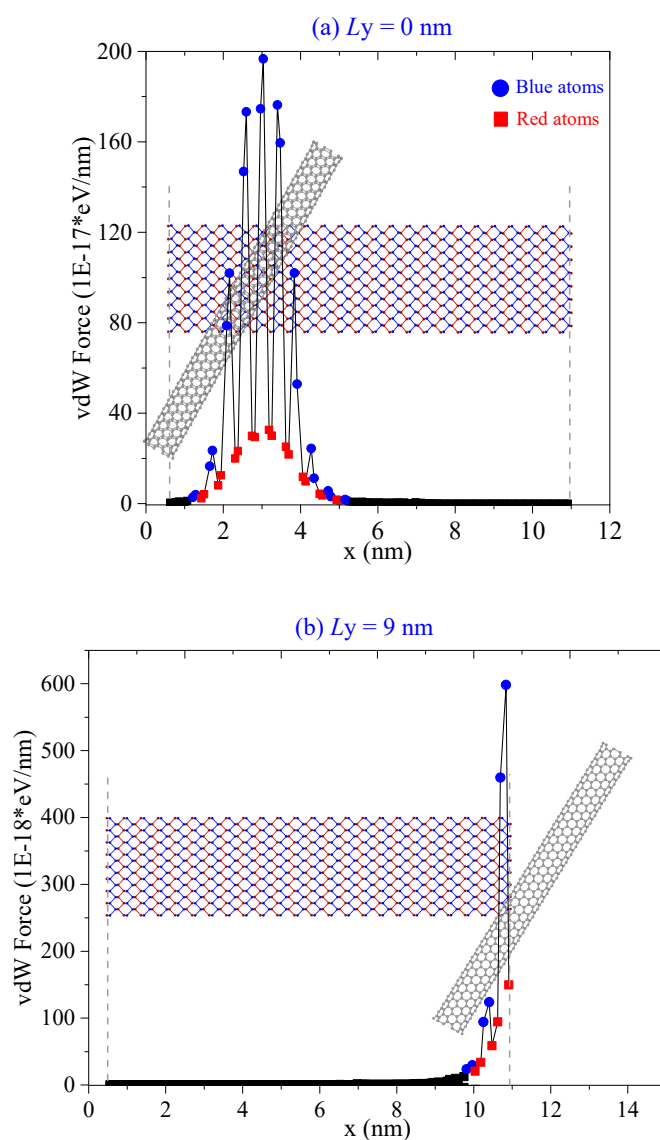 (a) Ly = 0 nm
200
160
120
80
40
0
vdW Force (1E-17*eV/nm)
Blue atoms
Red atoms
0 2 4 6 8 10 12
x (nm)
(b) Ly = 9 nm
600
500
400
300
200
100
0
vdW Force (1E-18*eV/nm)
0 2 4 6 8 10 12 14
x (nm)